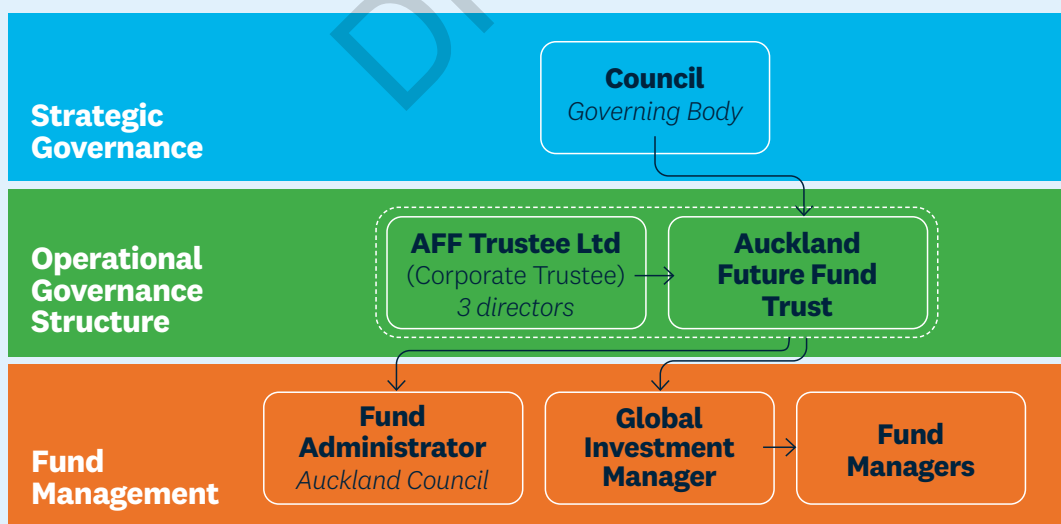 Strategic
Governance
Council
Governing Body
Operational
Governance
Structure
AFF Trustee Ltd
(Corporate Trustee)
3 directors
Auckland
Future Fund
Trust
Fund
Management
Fund
Administrator
Auckland Council
Global
Investment
Manager
Fund
Managers